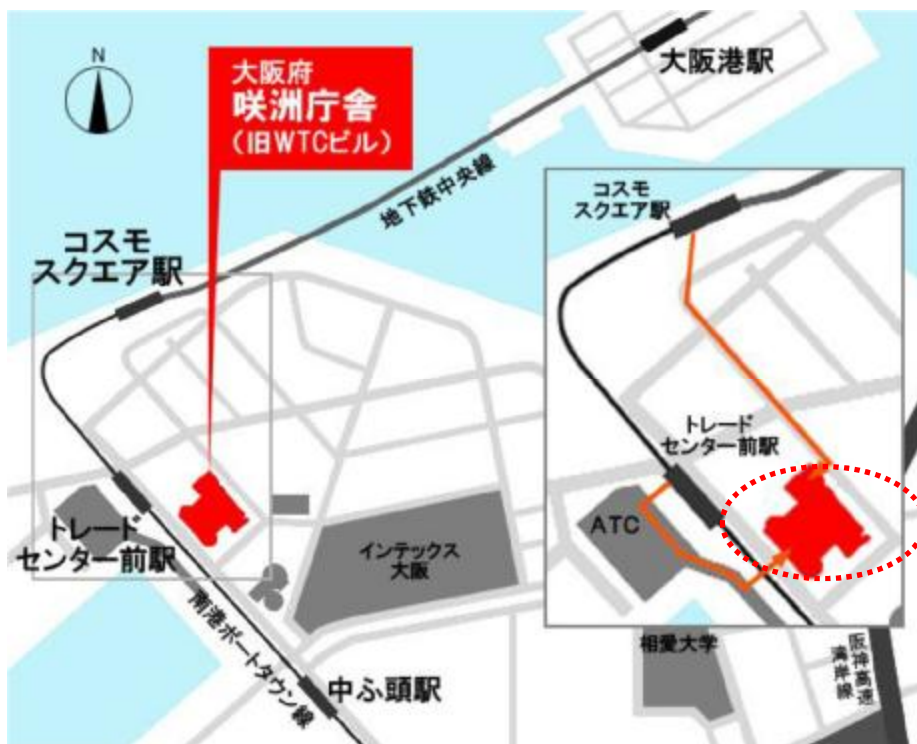 N
大阪府
咲洲庁舎
(旧WTCビル)
大阪港駅
地下鉄中央線
コスモ
スクエア駅
コスモ
スクエア駅
トレード
センター前駅
ATC
トレード
センター前駅
インテックス
大阪
南港ポートタウン線
中ふ頭駅
相愛大学
阪神高速
湾岸線